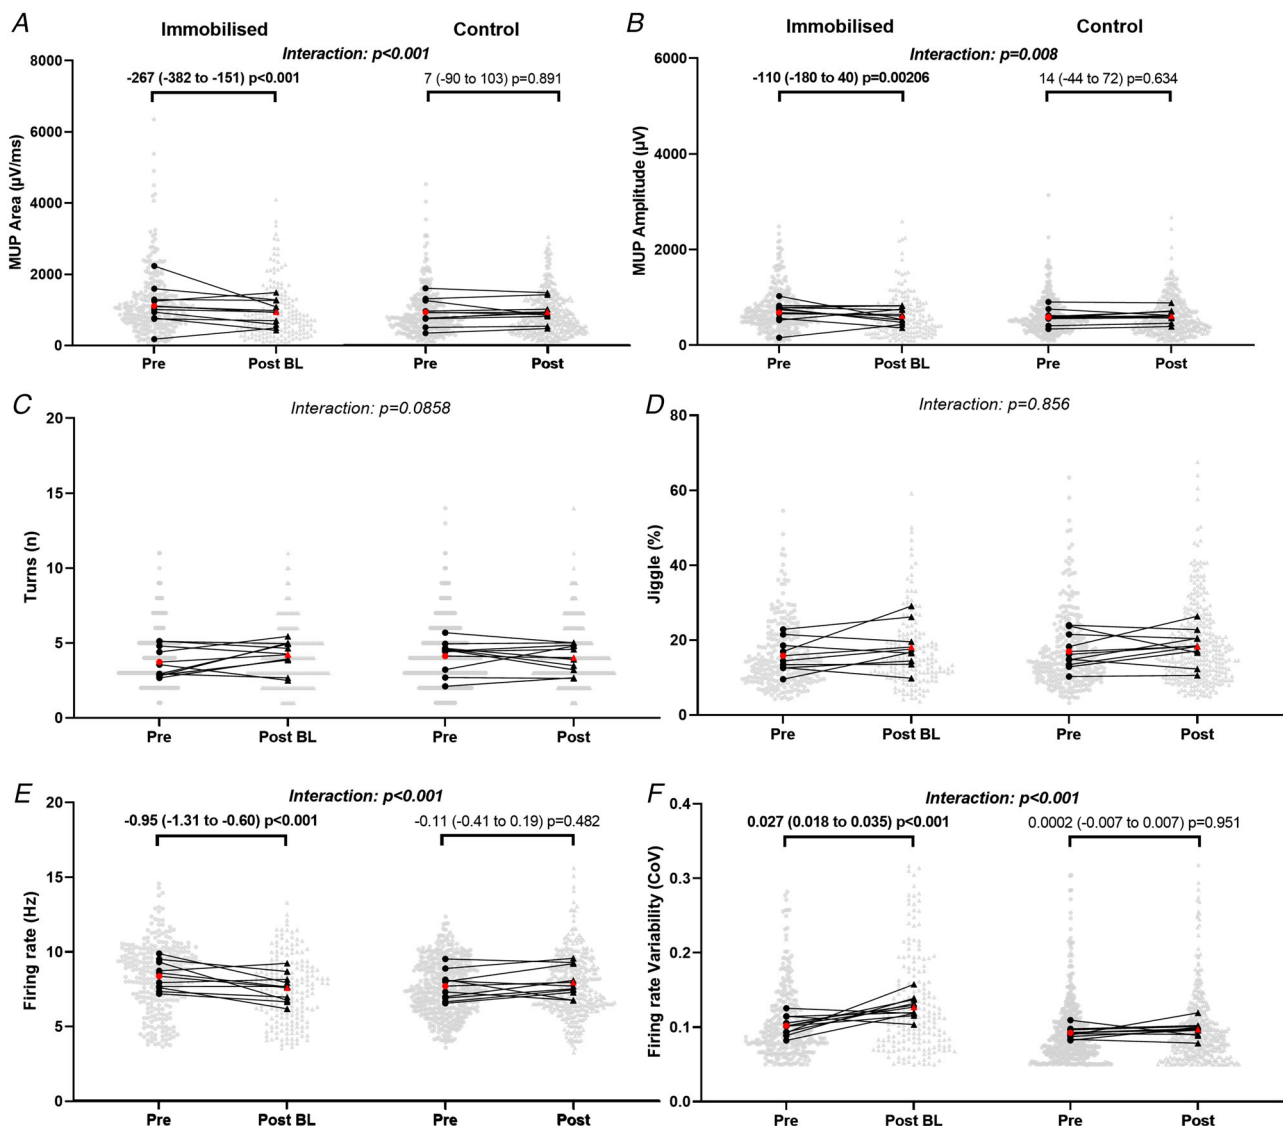 A
Immobilised Control
Interaction: p<0.001
-267 (-382 to -151) p<0.001 7 (-90 to 103) p=0.891
MUP Area (µV/ms)
8000
6000
4000
2000
0
Pre Post BL Pre Post
B
Immobilised Control
Interaction: p=0.008
-110 (-180 to 40) p=0.00206 14 (-44 to 72) p=0.634
MUP Amplitude (µV)
6000
4000
2000
0
Pre Post BL Pre Post
C
Interaction: p=0.0858
Turns (n)
20
15
10
5
0
Pre Post BL Pre Post
D
Interaction: p=0.856
Jiggle (%)
80
60
40
20
0
Pre Post BL Pre Post
E
Interaction: p<0.001
-0.95 (-1.31 to -0.60) p<0.001 -0.11 (-0.41 to 0.19) p=0.482
Firing rate (Hz)
20
15
10
5
0
Pre Post BL Pre Post
F
Interaction: p<0.001
0.027 (0.018 to 0.035) p<0.001 0.0002 (-0.007 to 0.007) p=0.951
Firing rate Variability (CoV)
0.4
0.3
0.2
0.1
0.0
Pre Post BL Pre Post